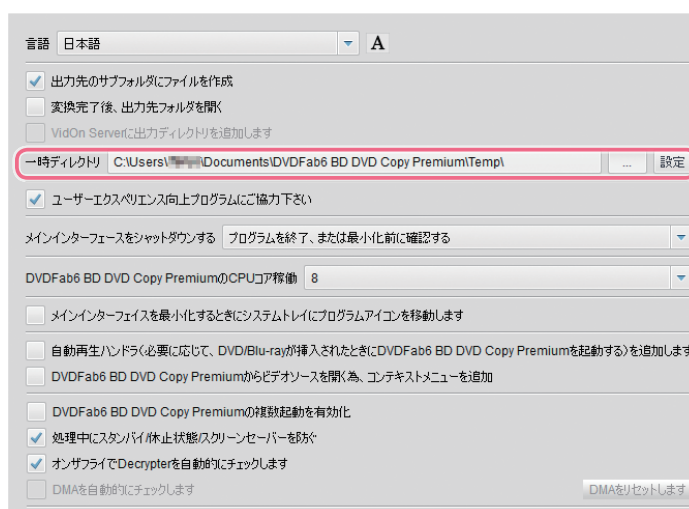 言語 日本語 A
出力先のサブフォルダにファイルを作成
変換完了後、出力先フォルダを開く
VidOn Serverに出力ディレクトリを追加します
一時ディレクトリ C:\Users\ \Documents\DVDFab6 BD DVD Copy Premium\Temp\ ... 設定
ユーザーエクスペリエンス向上プログラムにご協力下さい
メインインターフェースをシャットダウンする プログラムを終了、または最小化前に確認する
DVDFab6 BD DVD Copy PremiumのCPUコア稼働 8
メインインターフェイスを最小化するときにシステムトレイにプログラムアイコンを移動します
自動再生ハンドラ(必要に応じて、DVD/Blu-rayが挿入されたときにDVDFab6 BD DVD Copy Premiumを起動する)を追加します
DVDFab6 BD DVD Copy Premiumからビデオソースを開く為、コンテキストメニューを追加
DVDFab6 BD DVD Copy Premiumの複数起動を有効化
処理中にスタンバイ/休止状態/スクリーンセーバーを防ぐ
オンザフライでDecrypterを自動的にチェックします
DMAを自動的にチェックします DMAをリセットします